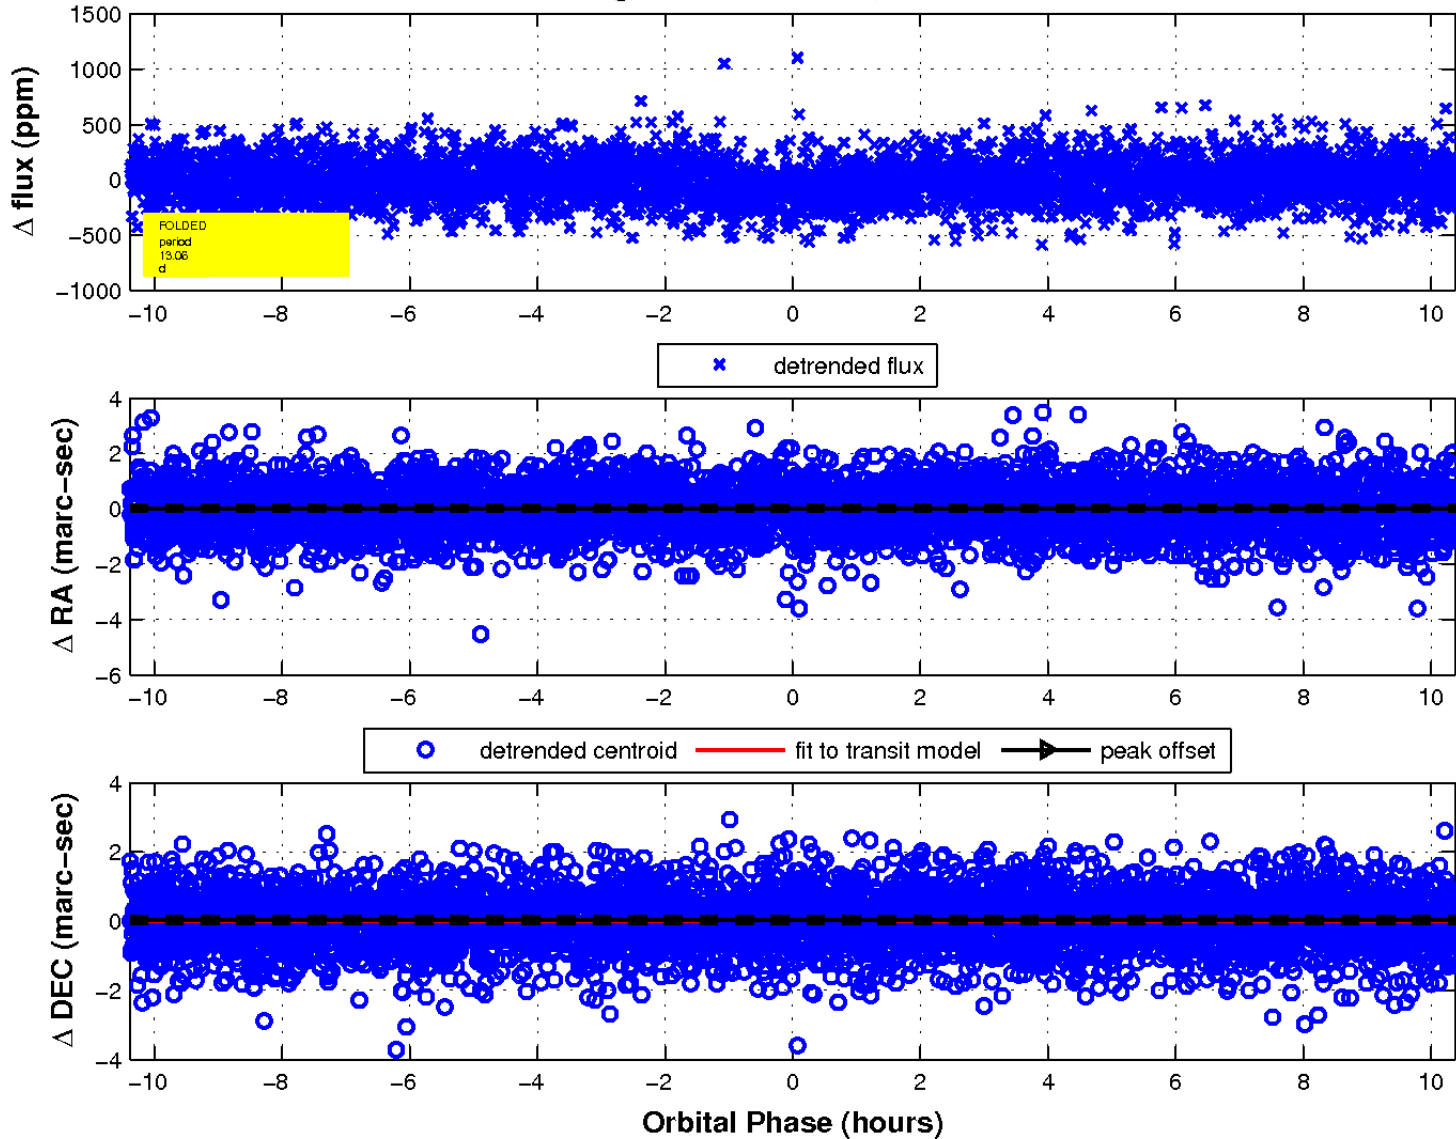 1500
1000
500
0
−500
−1000
Δ flux (ppm)
FOLDED
period
13.06
d
−10 −8 −6 −4 −2 0 2 4 6 8 10
detrended flux
4
2
0
−2
−4
−6
Δ RA (marc−sec)
−10 −8 −6 −4 −2 0 2 4 6 8 10
detrended centroid fit to transit model peak offset
4
2
0
−2
−4
Δ DEC (marc−sec)
−10 −8 −6 −4 −2 0 2 4 6 8 10
Orbital Phase (hours)